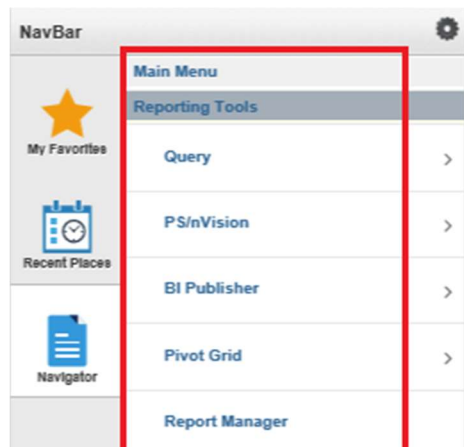 NavBar
Main Menu
Reporting Tools
My Favorites
Query
PS/nVision
Recent Places
BI Publisher
Pivot Grid
Navigator
Report Manager